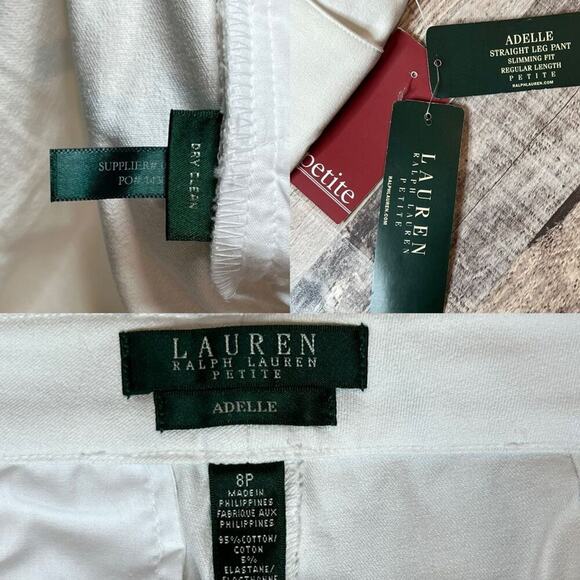 SUPPLIER#
PO#
DRY CLEAN
petite
ADELLE
STRAIGHT LEG PANT
SLIMMING FIT
REGULAR LENGTH
PETITE
RALPHLAUREN.COM
LAUREN
RALPH LAUREN
PETITE
RALPHLAUREN.COM
LAUREN
RALPH LAUREN
PETITE
ADELLE
8P
MADE IN
PHILIPPINES
FABRIQUE AUX
PHILIPPINES
95% COTTON/
COTON
5%
ELASTANE/
ELASTHANNE